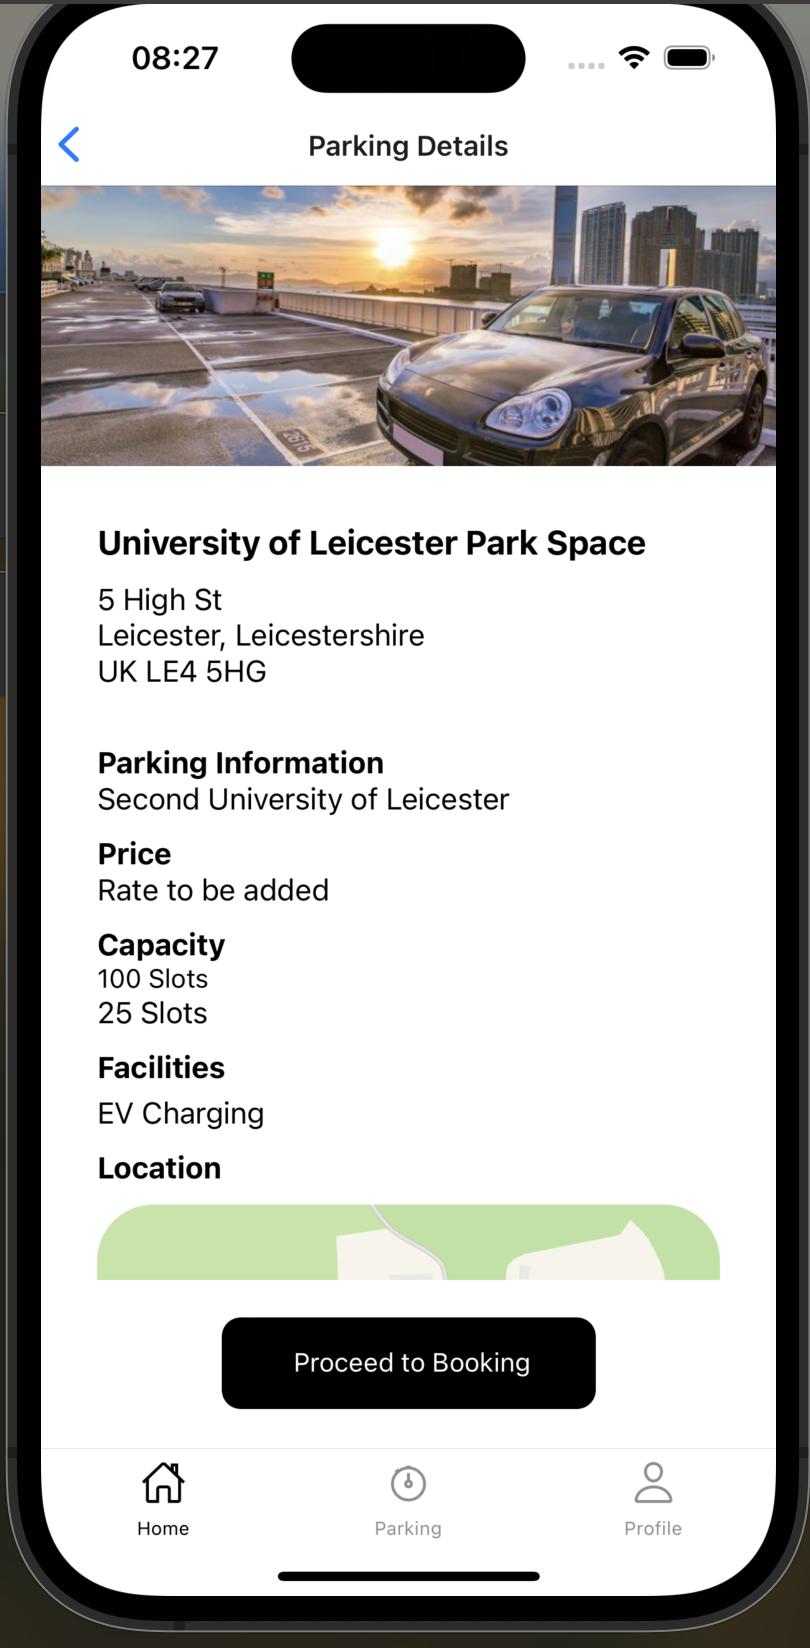 08:27
Parking Details
2615
University of Leicester Park Space
5 High St
Leicester, Leicestershire
UK LE4 5HG
Parking Information
Second University of Leicester
Price
Rate to be added
Capacity
100 Slots
25 Slots
Facilities
EV Charging
Location
Proceed to Booking
Home
Parking
Profile